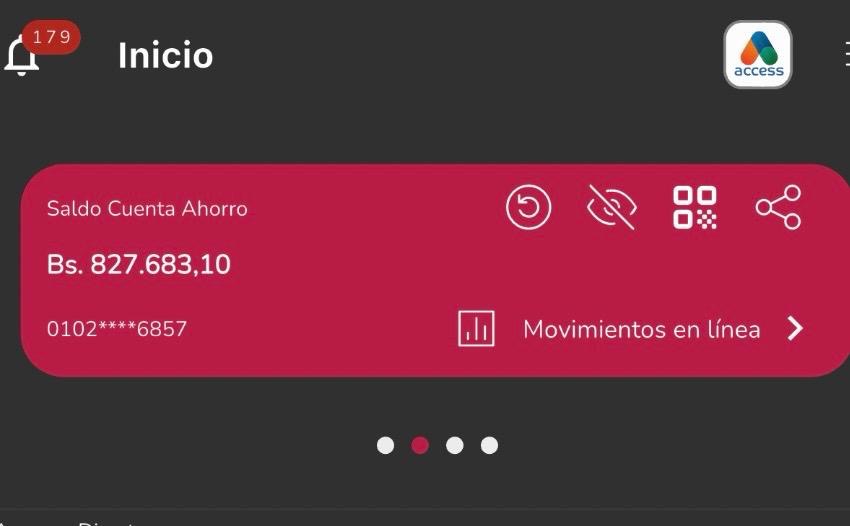 179
Inicio
access
Saldo Cuenta Ahorro
Bs. 827.683,10
0102****6857
Movimientos en línea